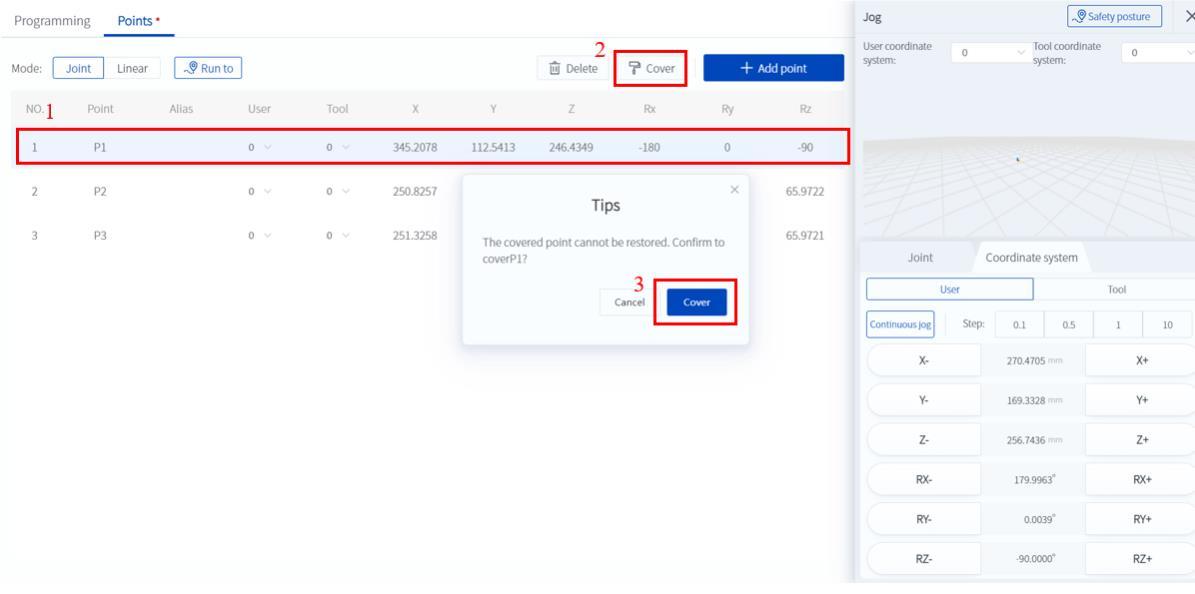 Programming Points
Jog Safety posture
User coordinate system: 0 Tool coordinate system: 0
Mode: Joint Linear Run to 2 Delete Cover + Add point
NO. 1 Point Alias User Tool X Y Z Rx Ry Rz
1 P1 0 0 345.2078 112.5413 246.4349 -180 0 -90
2 P2 0 0 250.8257 65.9722
3 P3 0 0 251.3258 65.9721
Tips
The covered point cannot be restored. Confirm to
coverP1?
3
Cancel Cover
Joint Coordinate system
User Tool
Continuous jog Step: 0.1 0.5 1 10
X- 270.4705 mm X+
Y- 169.3328 mm Y+
Z- 256.7436 mm Z+
RX- 179.9963° RX+
RY- 0.0039° RY+
RZ- -90.0000° RZ+